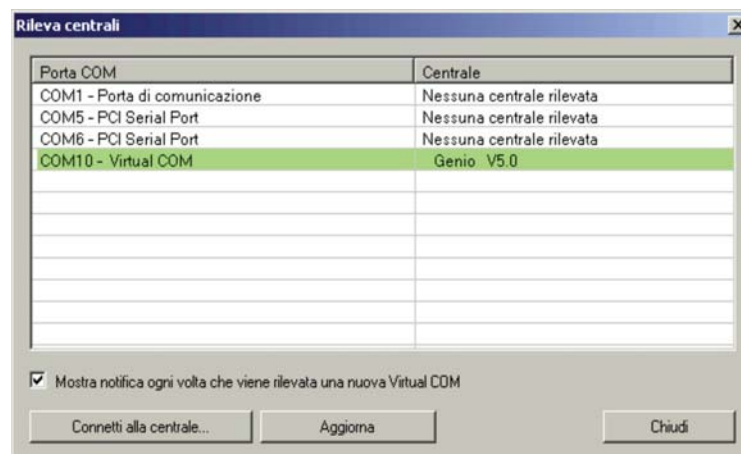 Rileva centrali
Porta COM Centrale
COM1 - Porta di comunicazione Nessuna centrale rilevata
COM5 - PCI Serial Port Nessuna centrale rilevata
COM6 - PCI Serial Port Nessuna centrale rilevata
COM10 - Virtual COM Genio V5.0
Mostra notifica ogni volta che viene rilevata una nuova Virtual COM
Connetti alla centrale... Aggiorna Chiudi